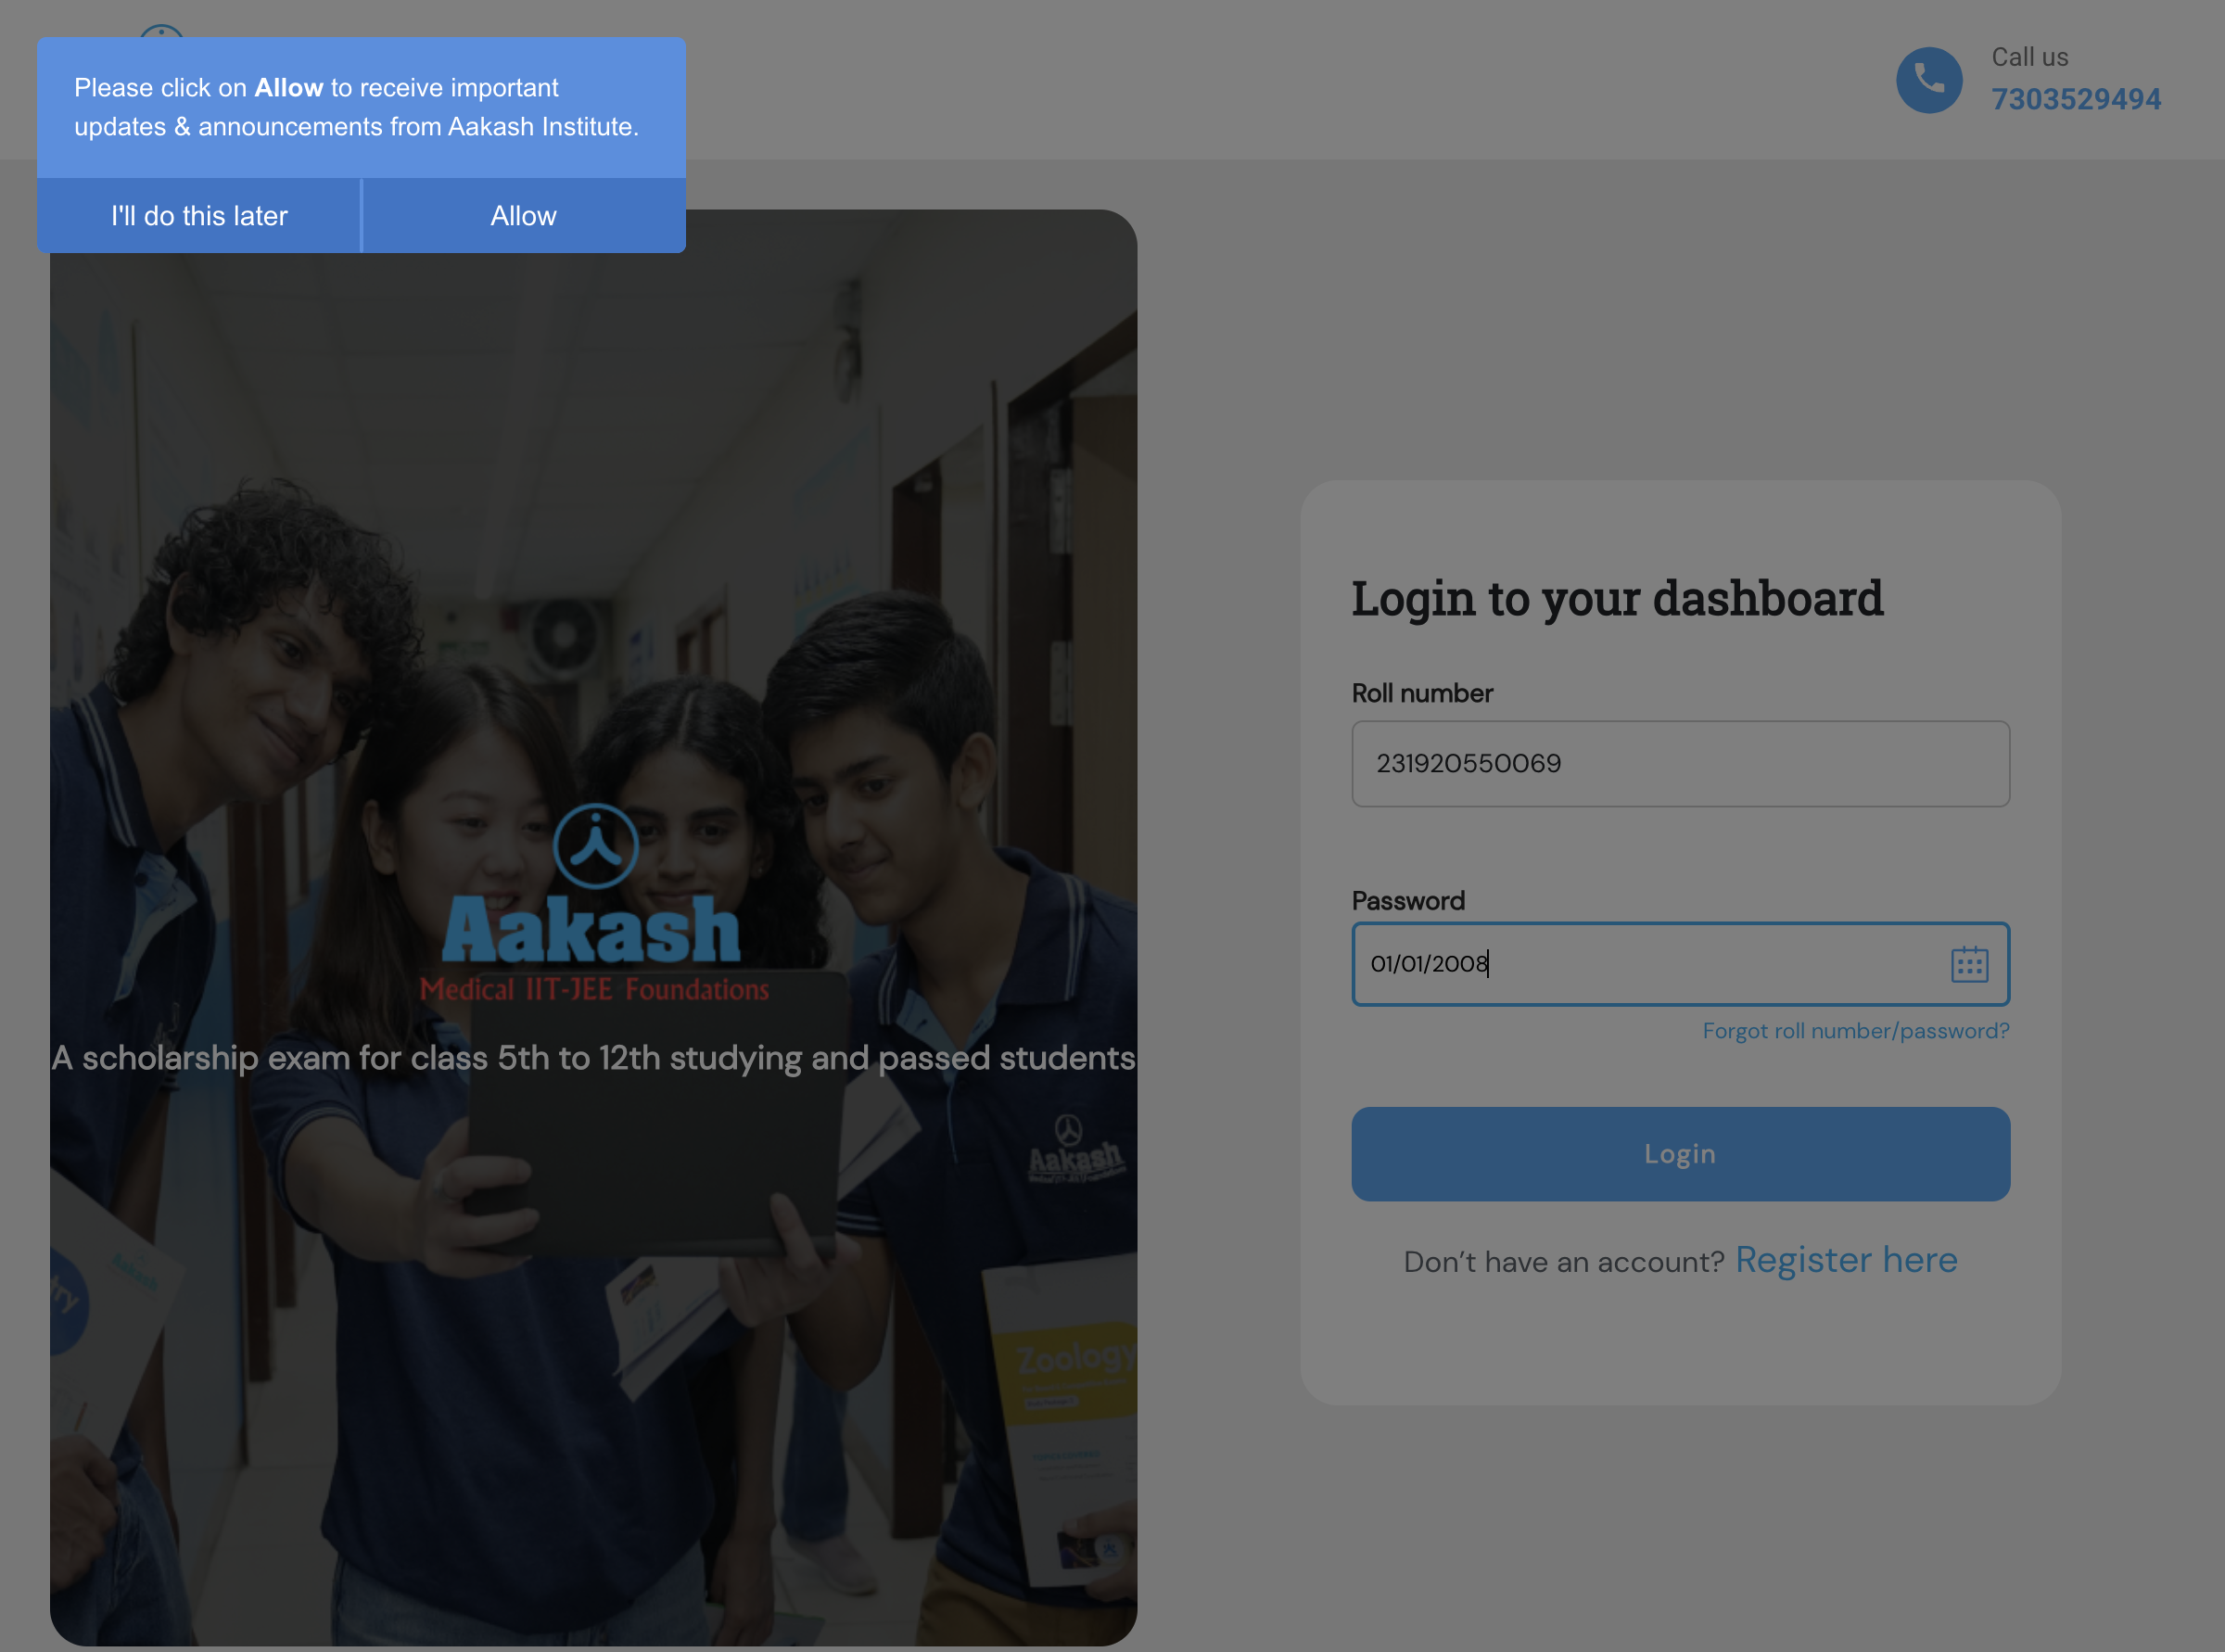 Please click on Allow to receive important
updates & announcements from Aakash Institute.
I'll do this later
Allow
Call us
7303529494
Aakash
Medical IIT-JEE Foundations
A scholarship exam for class 5th to 12th studying and passed students
Aakash
Zoology
Login to your dashboard
Roll number
231920550069
Password
01/01/2008
Forgot roll number/password?
Login
Don’t have an account? Register here